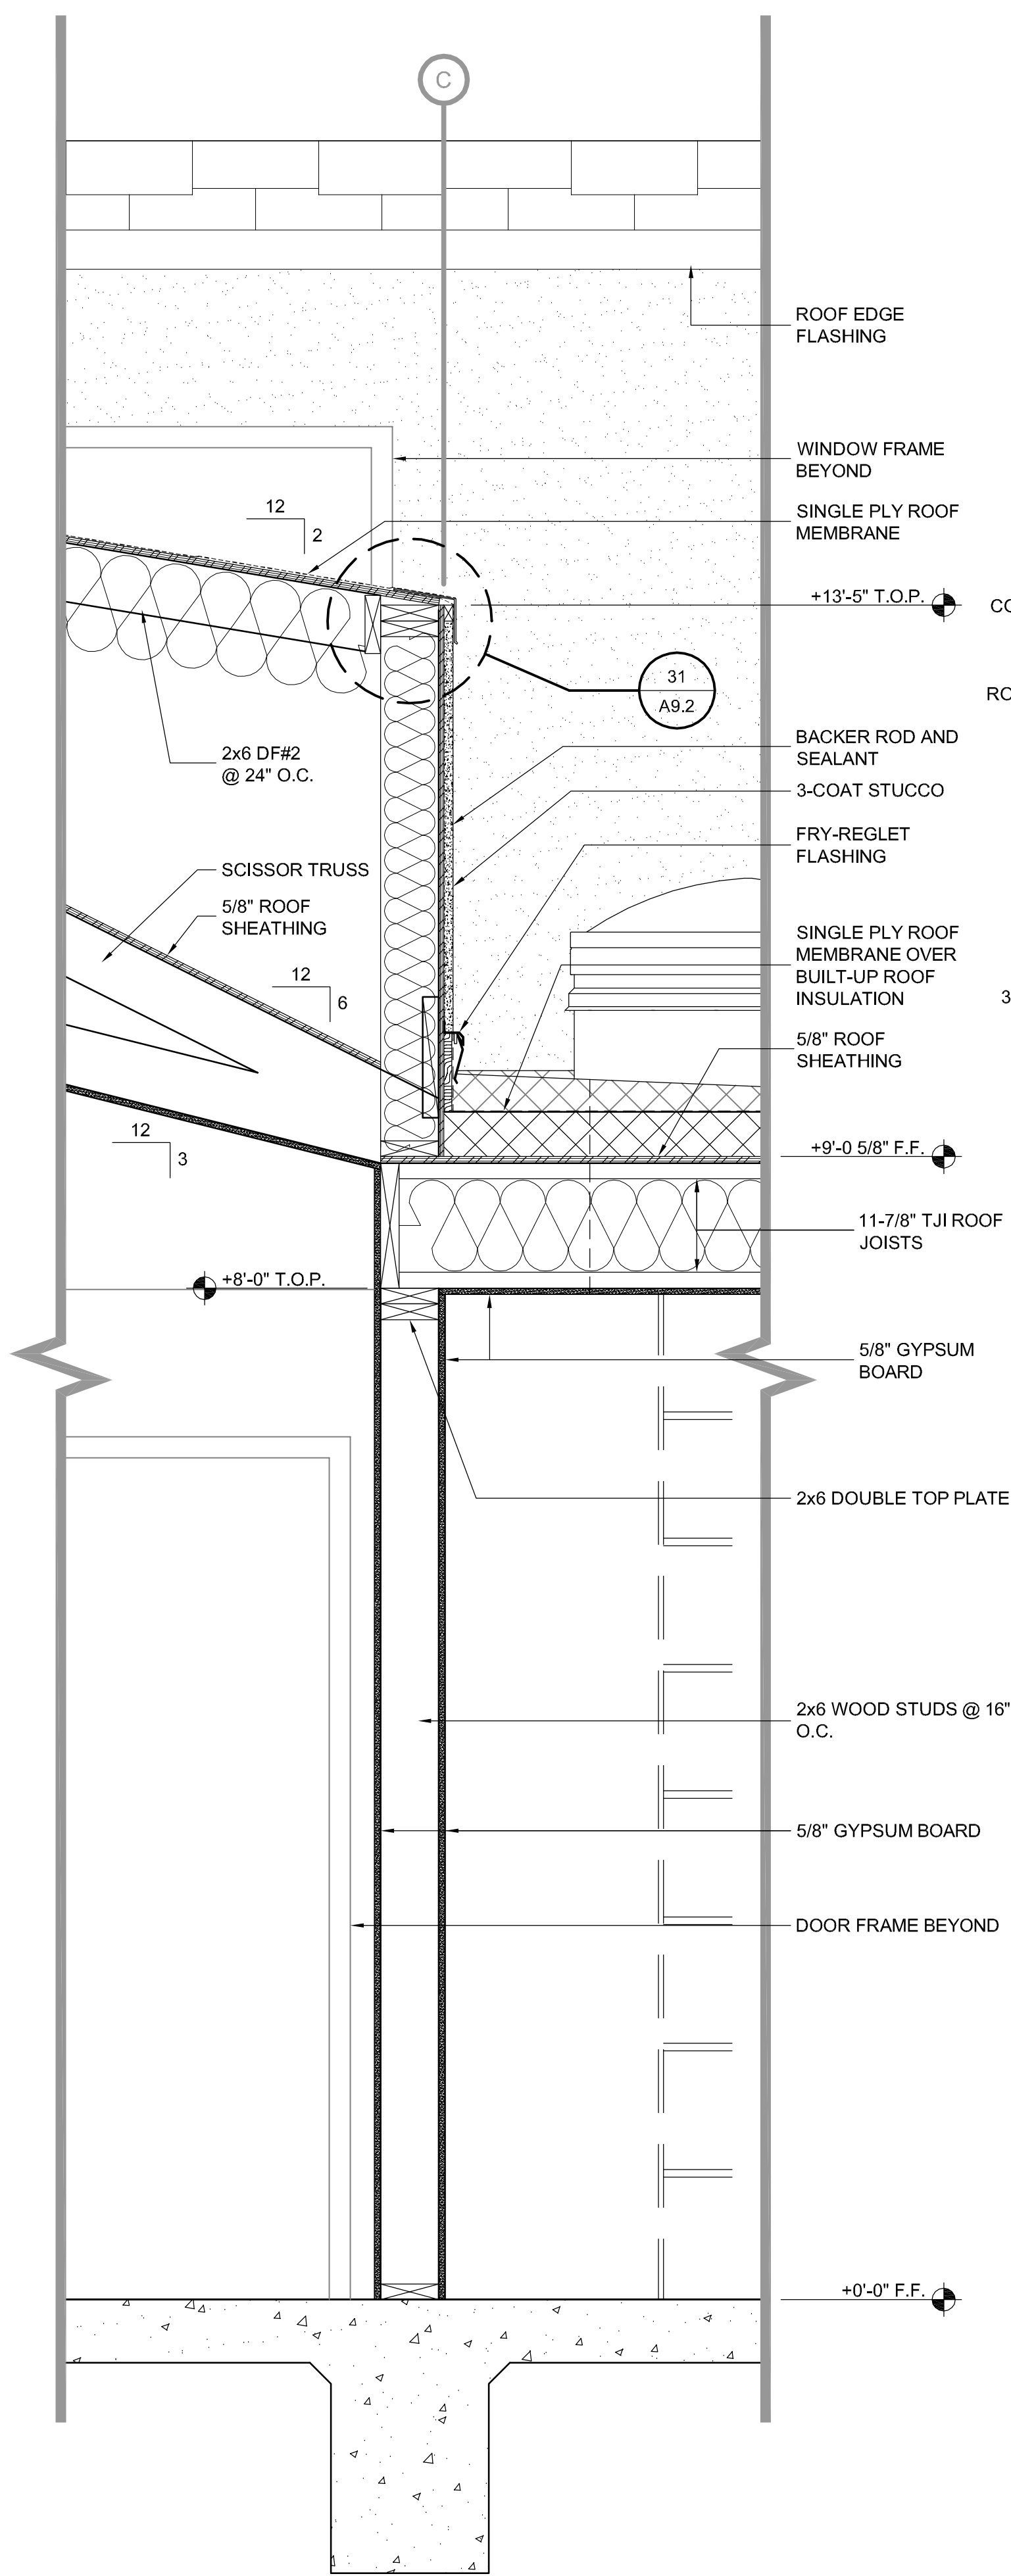 C
ROOF EDGE
FLASHING
WINDOW FRAME
BEYOND
12
2
SINGLE PLY ROOF
MEMBRANE
+13'-5" T.O.P.
CO
31
A9.2
RO
2x6 DF#2
@ 24" O.C.
BACKER ROD AND
SEALANT
3-COAT STUCCO
FRY-REGLET
FLASHING
SCISSOR TRUSS
5/8" ROOF
SHEATHING
SINGLE PLY ROOF
MEMBRANE OVER
BUILT-UP ROOF
INSULATION
12
6
3
5/8" ROOF
SHEATHING
12
3
+9'-0 5/8" F.F.
11-7/8" TJI ROOF
JOISTS
+8'-0" T.O.P.
5/8" GYPSUM
BOARD
2x6 DOUBLE TOP PLATE
2x6 WOOD STUDS @ 16"
O.C.
5/8" GYPSUM BOARD
DOOR FRAME BEYOND
+0'-0" F.F.